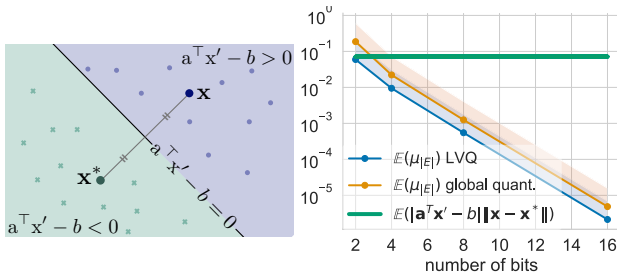 a⊤x′ − b > 0
x
x*
a⊤x′ − b = 0
a⊤x′ − b < 0
10⁰
10⁻¹
10⁻²
10⁻³
10⁻⁴
10⁻⁵
𝔼(μ|E|) LVQ
𝔼(μ|E|) global quant.
𝔼(|aᵀx′ − b| ‖x − x*‖)
2 4 6 8 10 12 14 16
number of bits